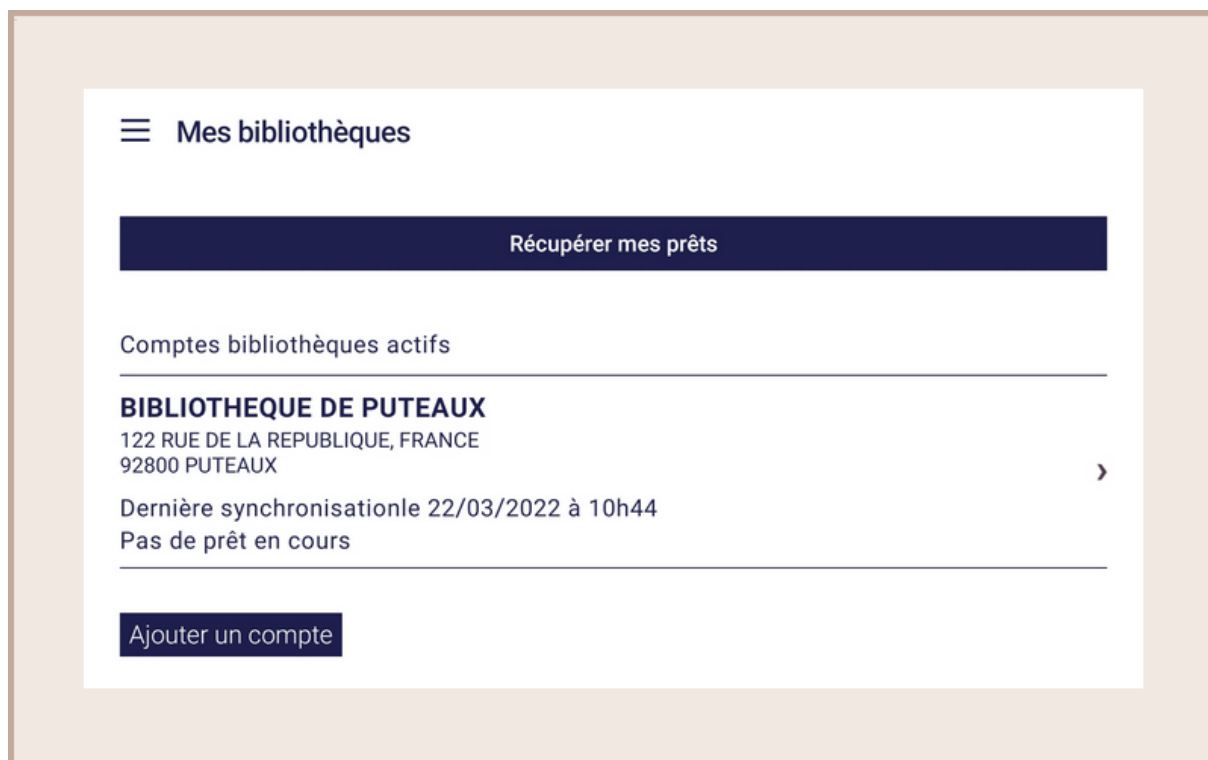 Mes bibliothèques
Récupérer mes prêts
Comptes bibliothèques actifs
BIBLIOTHEQUE DE PUTEAUX
122 RUE DE LA REPUBLIQUE, FRANCE
92800 PUTEAUX
Dernière synchronisationle 22/03/2022 à 10h44
Pas de prêt en cours
Ajouter un compte